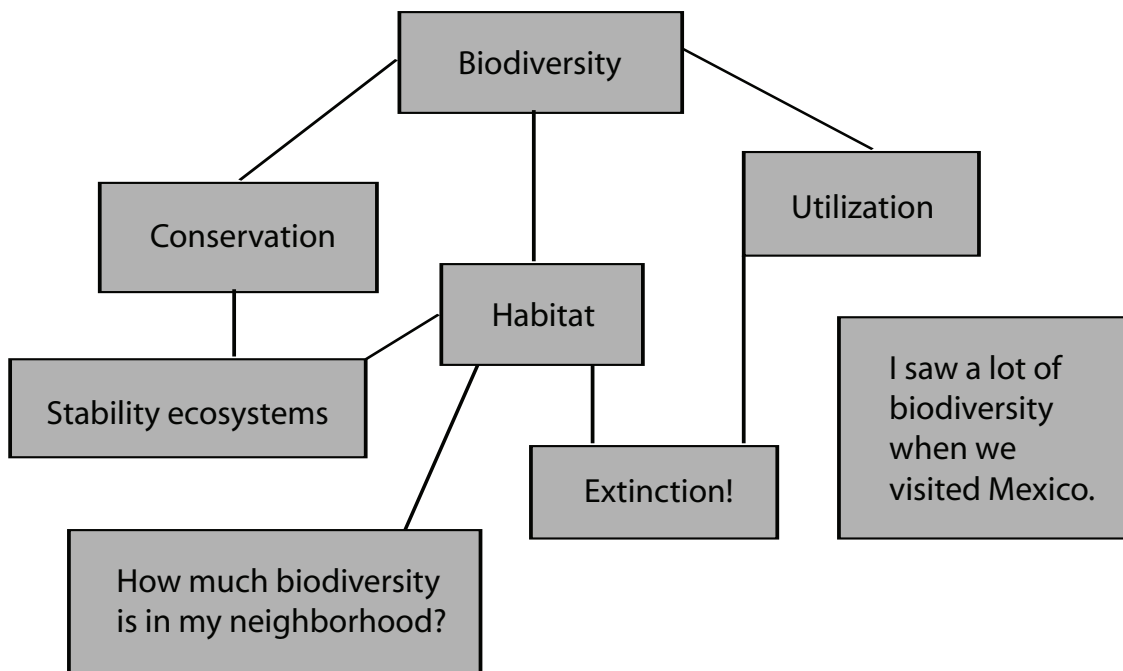 Biodiversity
Conservation
Utilization
Habitat
Stability ecosystems
I saw a lot of
biodiversity
when we
visited Mexico.
Extinction!
How much biodiversity
is in my neighborhood?